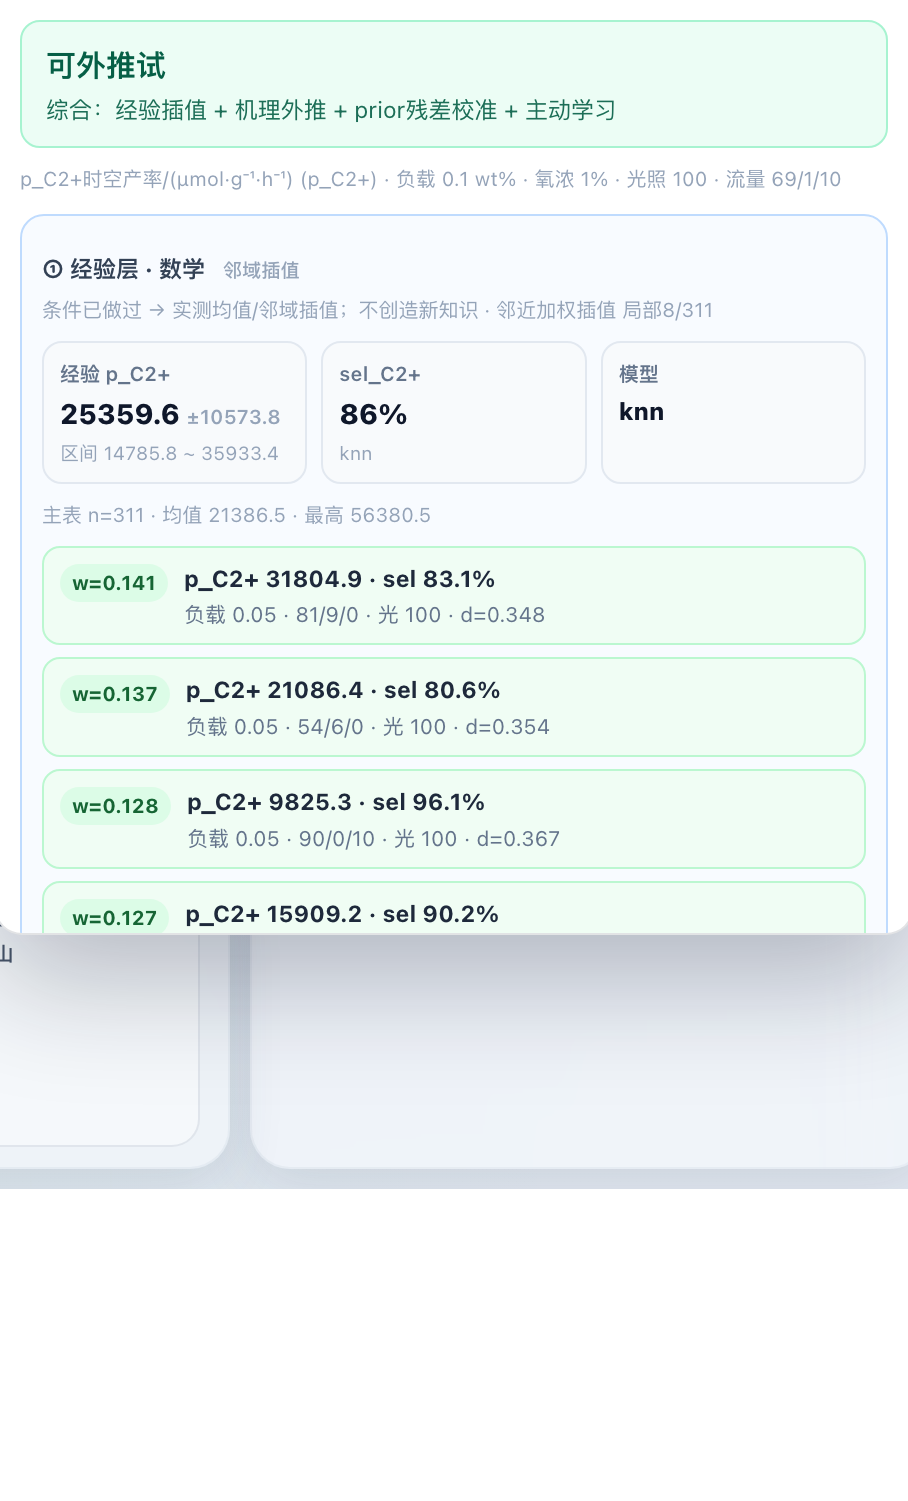 可外推试
综合：经验插值 + 机理外推 + prior残差校准 + 主动学习
p_C2+时空产率/(μmol·g⁻¹·h⁻¹) (p_C2+) · 负载 0.1 wt% · 氧浓 1% · 光照 100 · 流量 69/1/10
① 经验层 · 数学 邻域插值
条件已做过 → 实测均值/邻域插值；不创造新知识 · 邻近加权插值 局部8/311
经验 p_C2+
25359.6 ±10573.8
区间 14785.8 ~ 35933.4
sel_C2+
86%
knn
模型
knn
主表 n=311 · 均值 21386.5 · 最高 56380.5
w=0.141 p_C2+ 31804.9 · sel 83.1%
负载 0.05 · 81/9/0 · 光 100 · d=0.348
w=0.137 p_C2+ 21086.4 · sel 80.6%
负载 0.05 · 54/6/0 · 光 100 · d=0.354
w=0.128 p_C2+ 9825.3 · sel 96.1%
负载 0.05 · 90/0/10 · 光 100 · d=0.367
w=0.127 p_C2+ 15909.2 · sel 90.2%
山